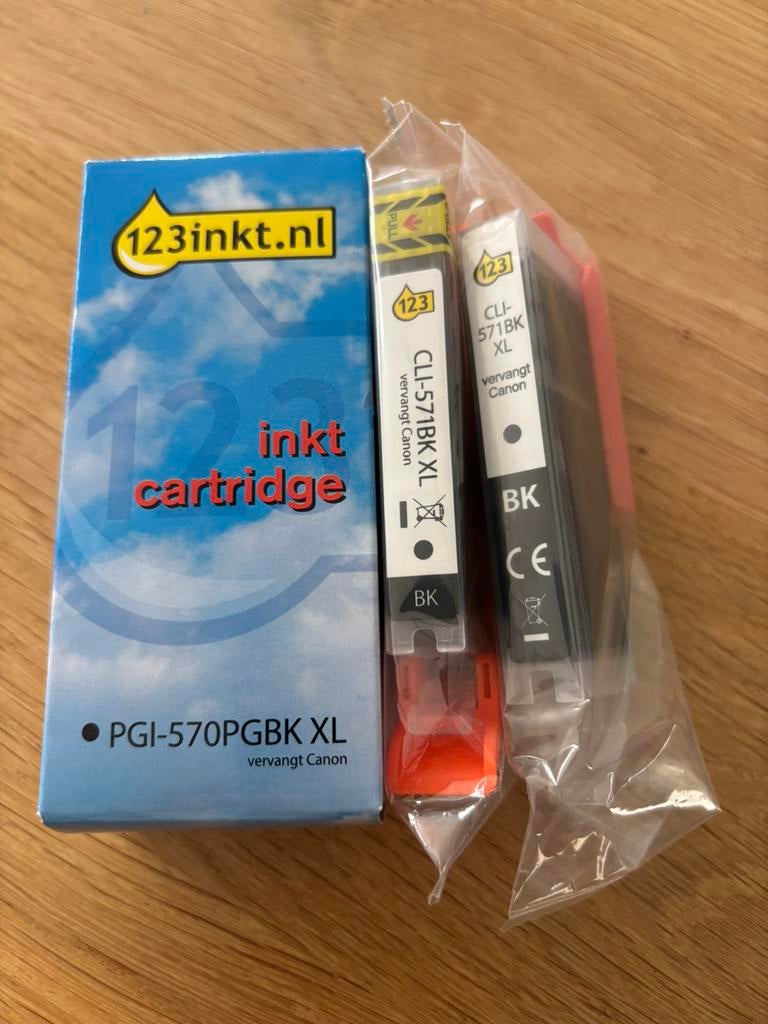 123inkt.nl
123
inkt
cartridge
PGI-570PGBK XL
vervangt Canon
PULL
123
CLI-571BK XL
vervangt Canon
BK
123
CLI-
571BK
XL
vervangt
Canon
BK
CE